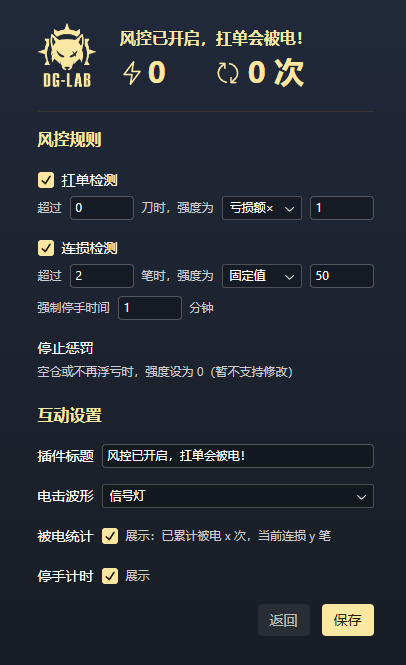 风控已开启，扛单会被电！
0
0 次
DG-LAB
风控规则
扛单检测
超过 0 刀时，强度为 亏损额× 1
连损检测
超过 2 笔时，强度为 固定值 50
强制停手时间 1 分钟
停止惩罚
空仓或不再浮亏时，强度设为 0（暂不支持修改）
互动设置
插件标题 风控已开启，扛单会被电！
电击波形 信号灯
被电统计 展示：已累计被电 x 次，当前连损 y 笔
停手计时 展示
返回 保存